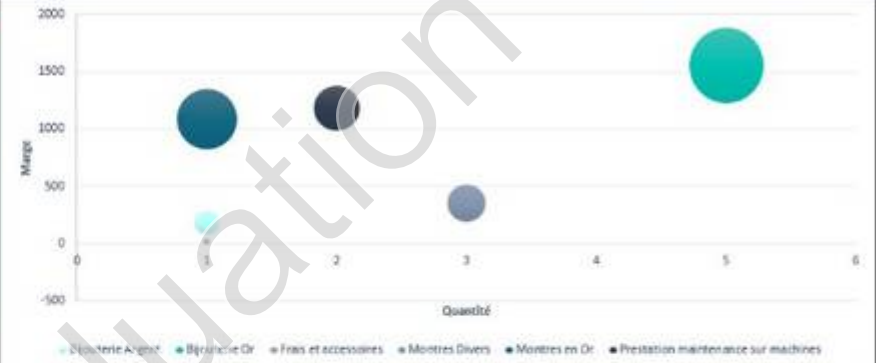 2000
1500
1000
500
0
-500
Marge
0 1 2 3 4 5 6
Quantité
Bijouterie Argent Bijouterie Or Frais et accessoires Montres Divers Montres en Or Prestation maintenance sur machines
uation